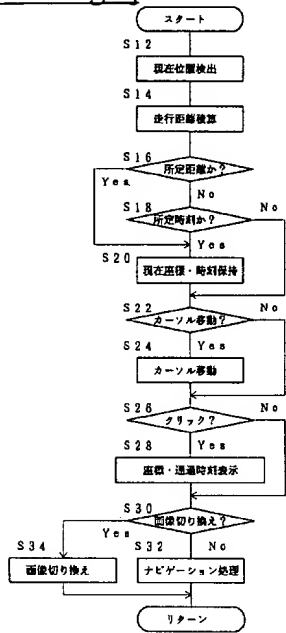 スタート
S12
現在位置検出
S14
走行距離検算
S16
所定距離か?
Yes
No
S18
所定時刻か?
No
Yes
S20
現在座標・時刻保持
S22
カーソル移動?
No
S24
Yes
カーソル移動
S26
クリック?
No
S28
Yes
座標・通過時刻表示
S30
画像切り換え?
Yes
S34
S32
No
画像切り換え
ナビゲーション処理
リターン